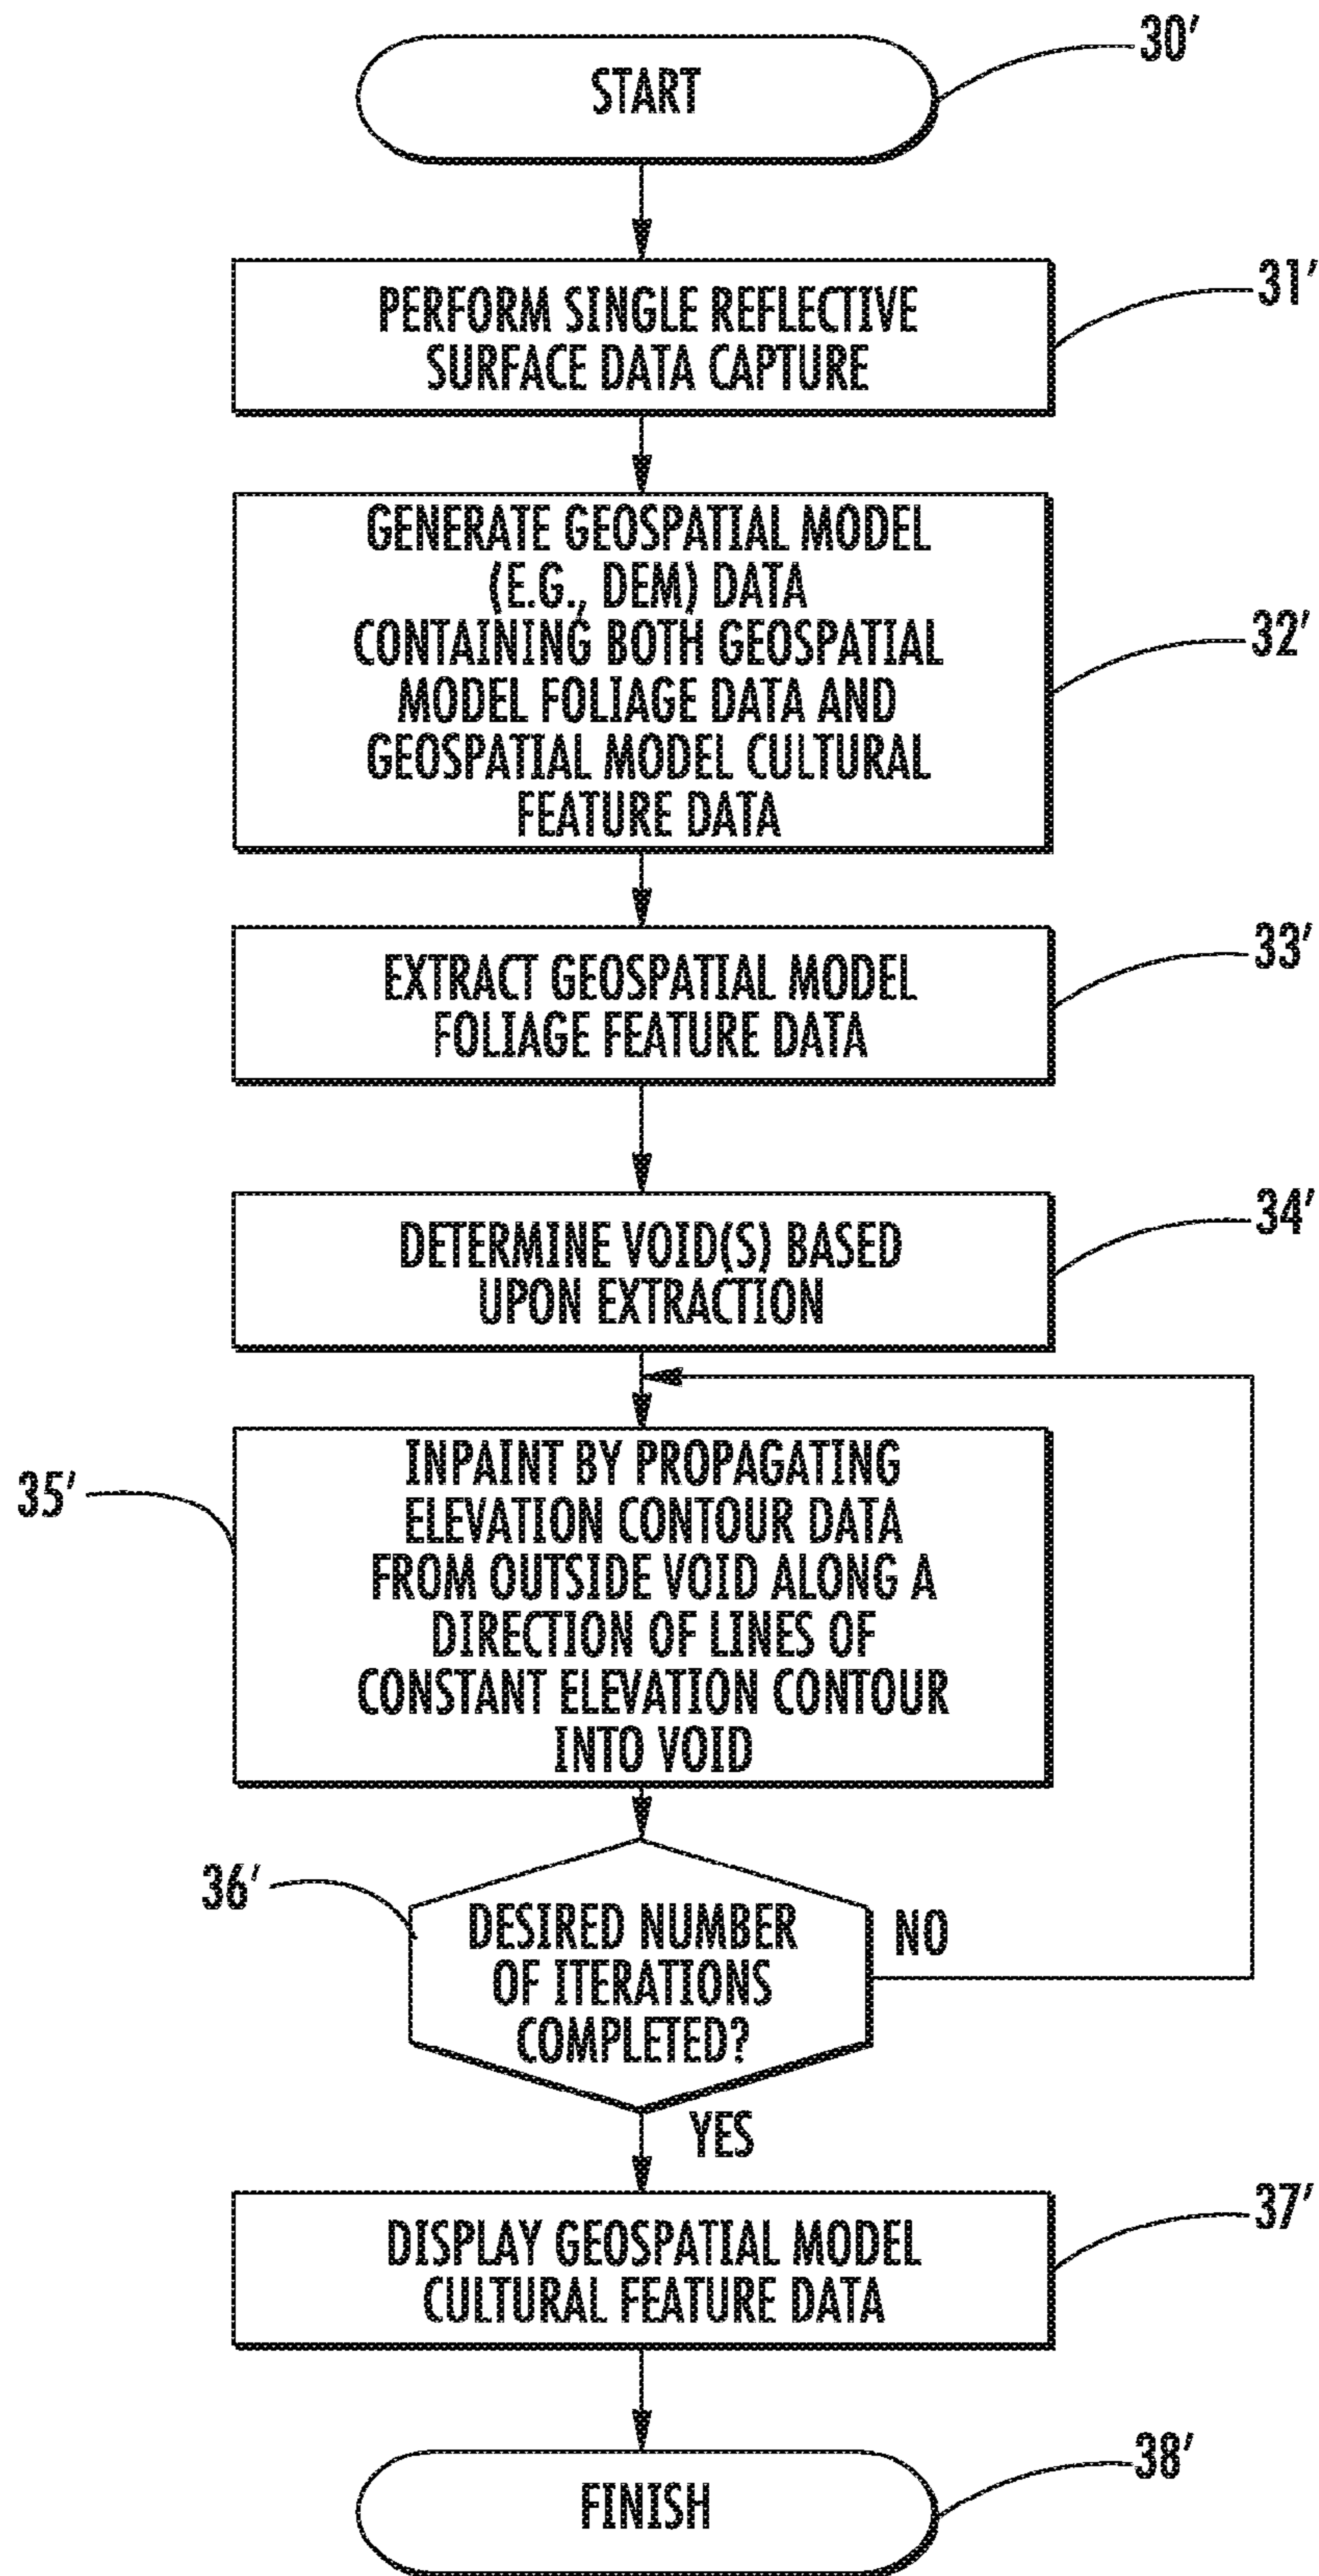 START
30'
PERFORM SINGLE REFLECTIVE
SURFACE DATA CAPTURE
31'
GENERATE GEOSPATIAL MODEL
(E.G., DEM) DATA
CONTAINING BOTH GEOSPATIAL
MODEL FOLIAGE DATA AND
GEOSPATIAL MODEL CULTURAL
FEATURE DATA
32'
EXTRACT GEOSPATIAL MODEL
FOLIAGE FEATURE DATA
33'
DETERMINE VOID(S) BASED
UPON EXTRACTION
34'
35'
INPAINT BY PROPAGATING
ELEVATION CONTOUR DATA
FROM OUTSIDE VOID ALONG A
DIRECTION OF LINES OF
CONSTANT ELEVATION CONTOUR
INTO VOID
36'
DESIRED NUMBER
OF ITERATIONS
COMPLETED?
NO
YES
DISPLAY GEOSPATIAL MODEL
CULTURAL FEATURE DATA
37'
FINISH
38'